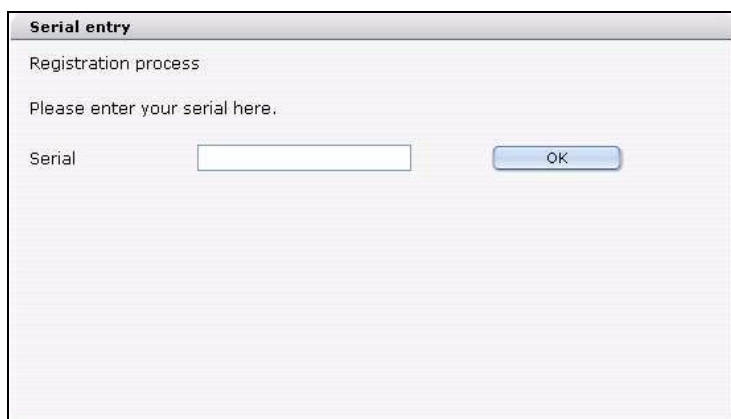 Serial entry
Registration process
Please enter your serial here.
Serial OK